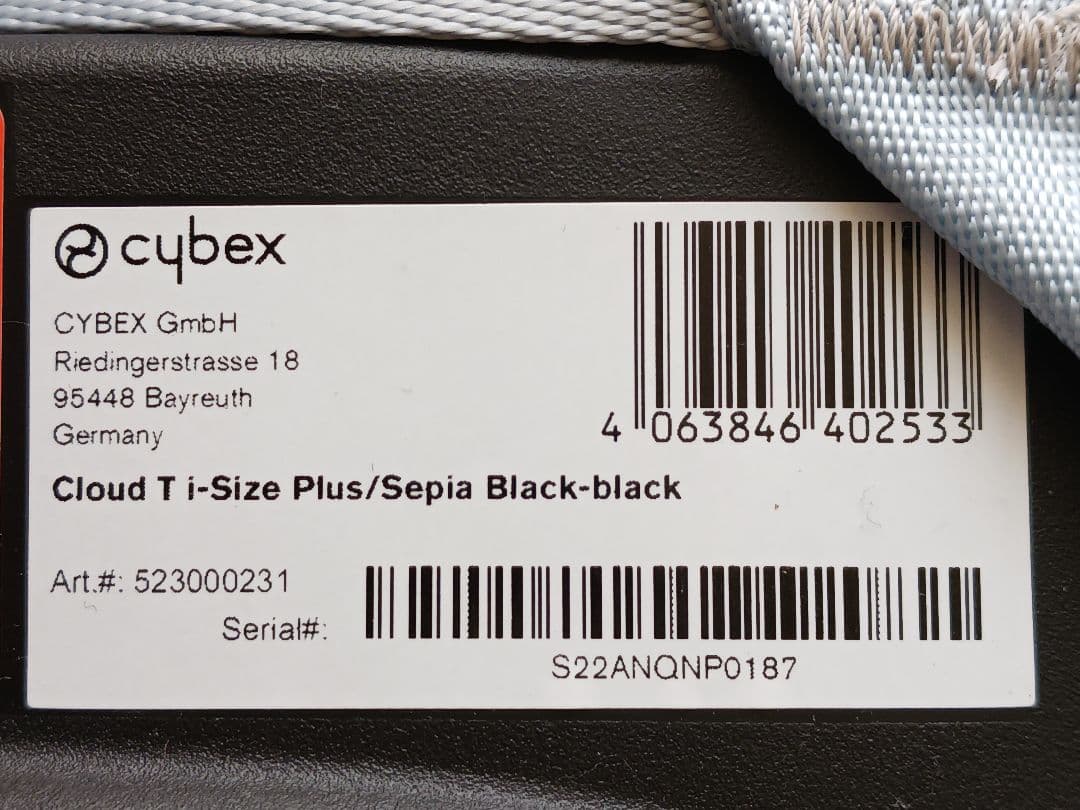 cybex
CYBEX GmbH
Riedingerstrasse 18
95448 Bayreuth
Germany
4 063846 402533
Cloud T i-Size Plus/Sepia Black-black
Art.#: 523000231
Serial#:
S22ANQNP0187